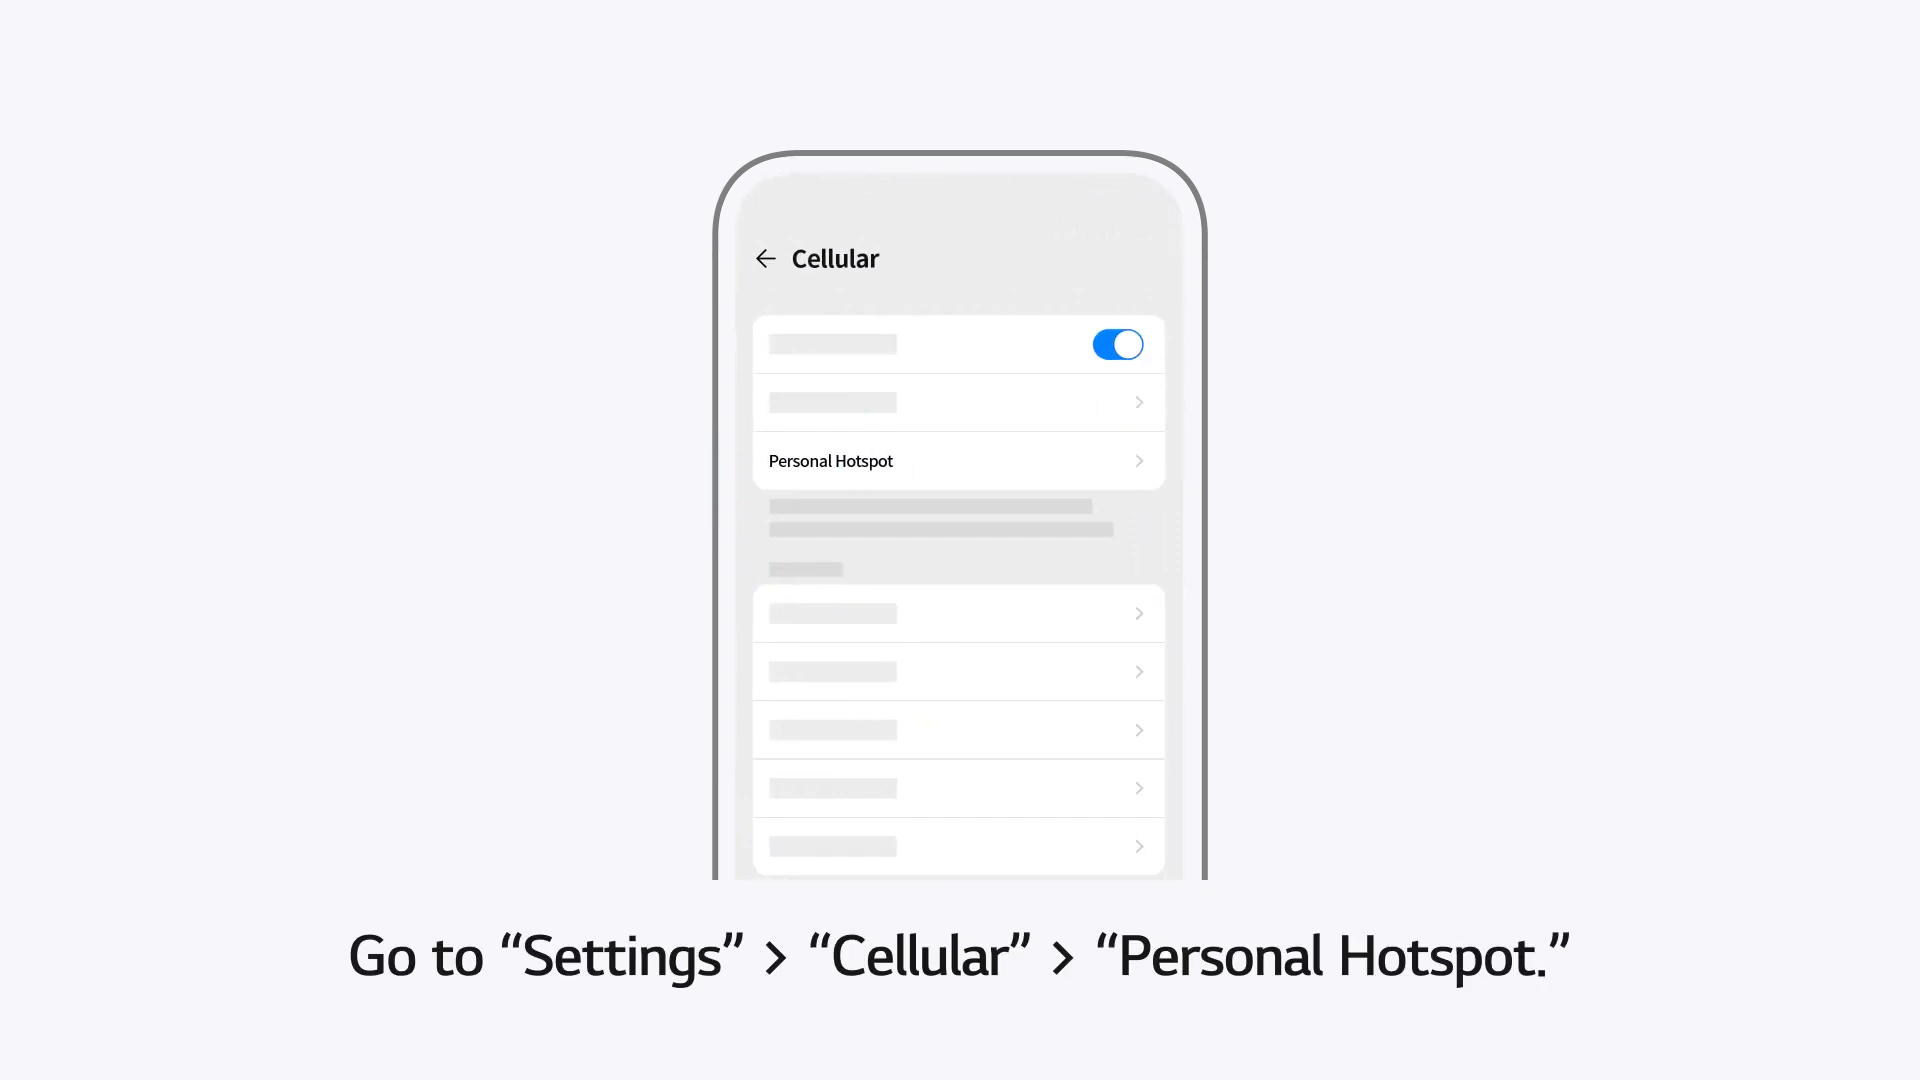 Cellular
Personal Hotspot
Go to “Settings” > “Cellular” > “Personal Hotspot.”